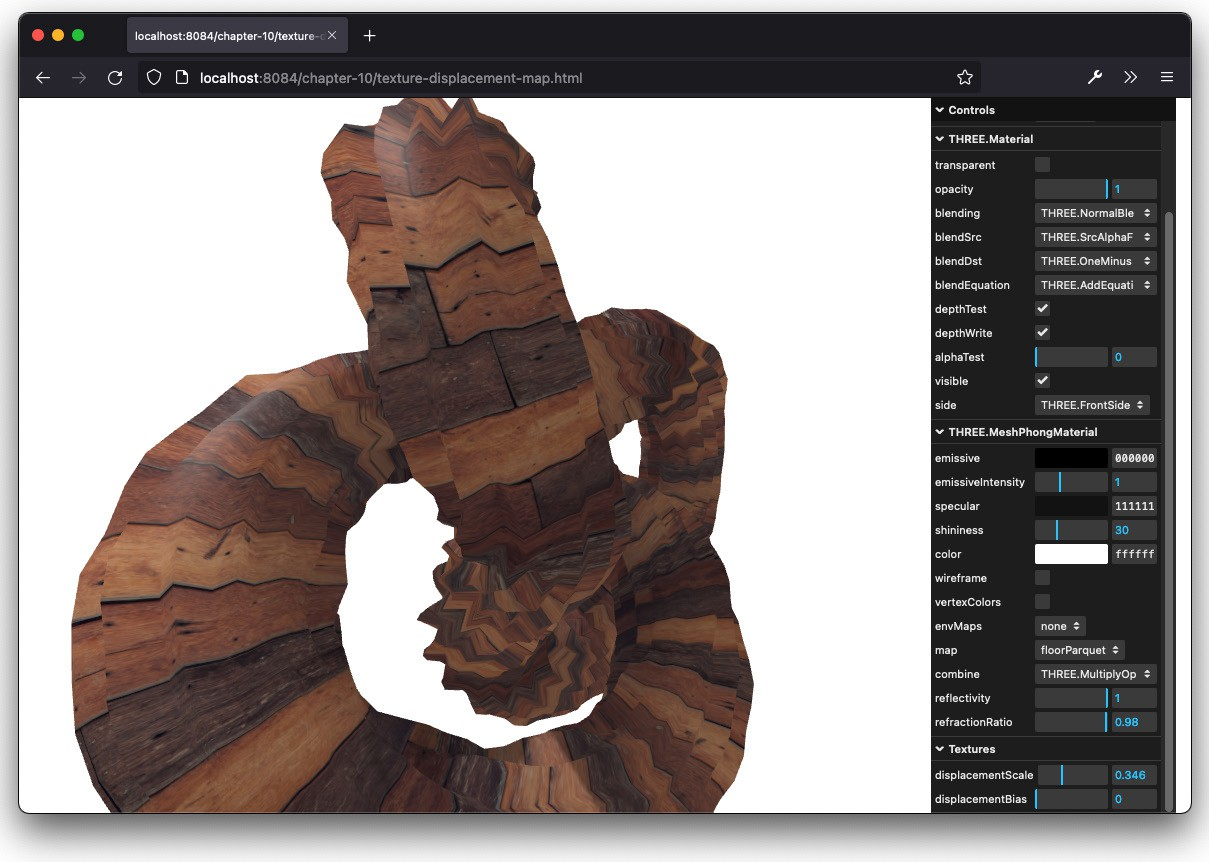 localhost:8084/chapter-10/texture-d
localhost:8084/chapter-10/texture-displacement-map.html
Controls
THREE.Material
transparent
opacity 1
blending THREE.NormalBle
blendSrc THREE.SrcAlphaF
blendDst THREE.OneMinus
blendEquation THREE.AddEquati
depthTest
depthWrite
alphaTest 0
visible
side THREE.FrontSide
THREE.MeshPhongMaterial
emissive 000000
emissiveIntensity 1
specular 111111
shininess 30
color ffffff
wireframe
vertexColors
envMaps none
map floorParquet
combine THREE.MultiplyOp
reflectivity 1
refractionRatio 0.98
Textures
displacementScale 0.346
displacementBias 0